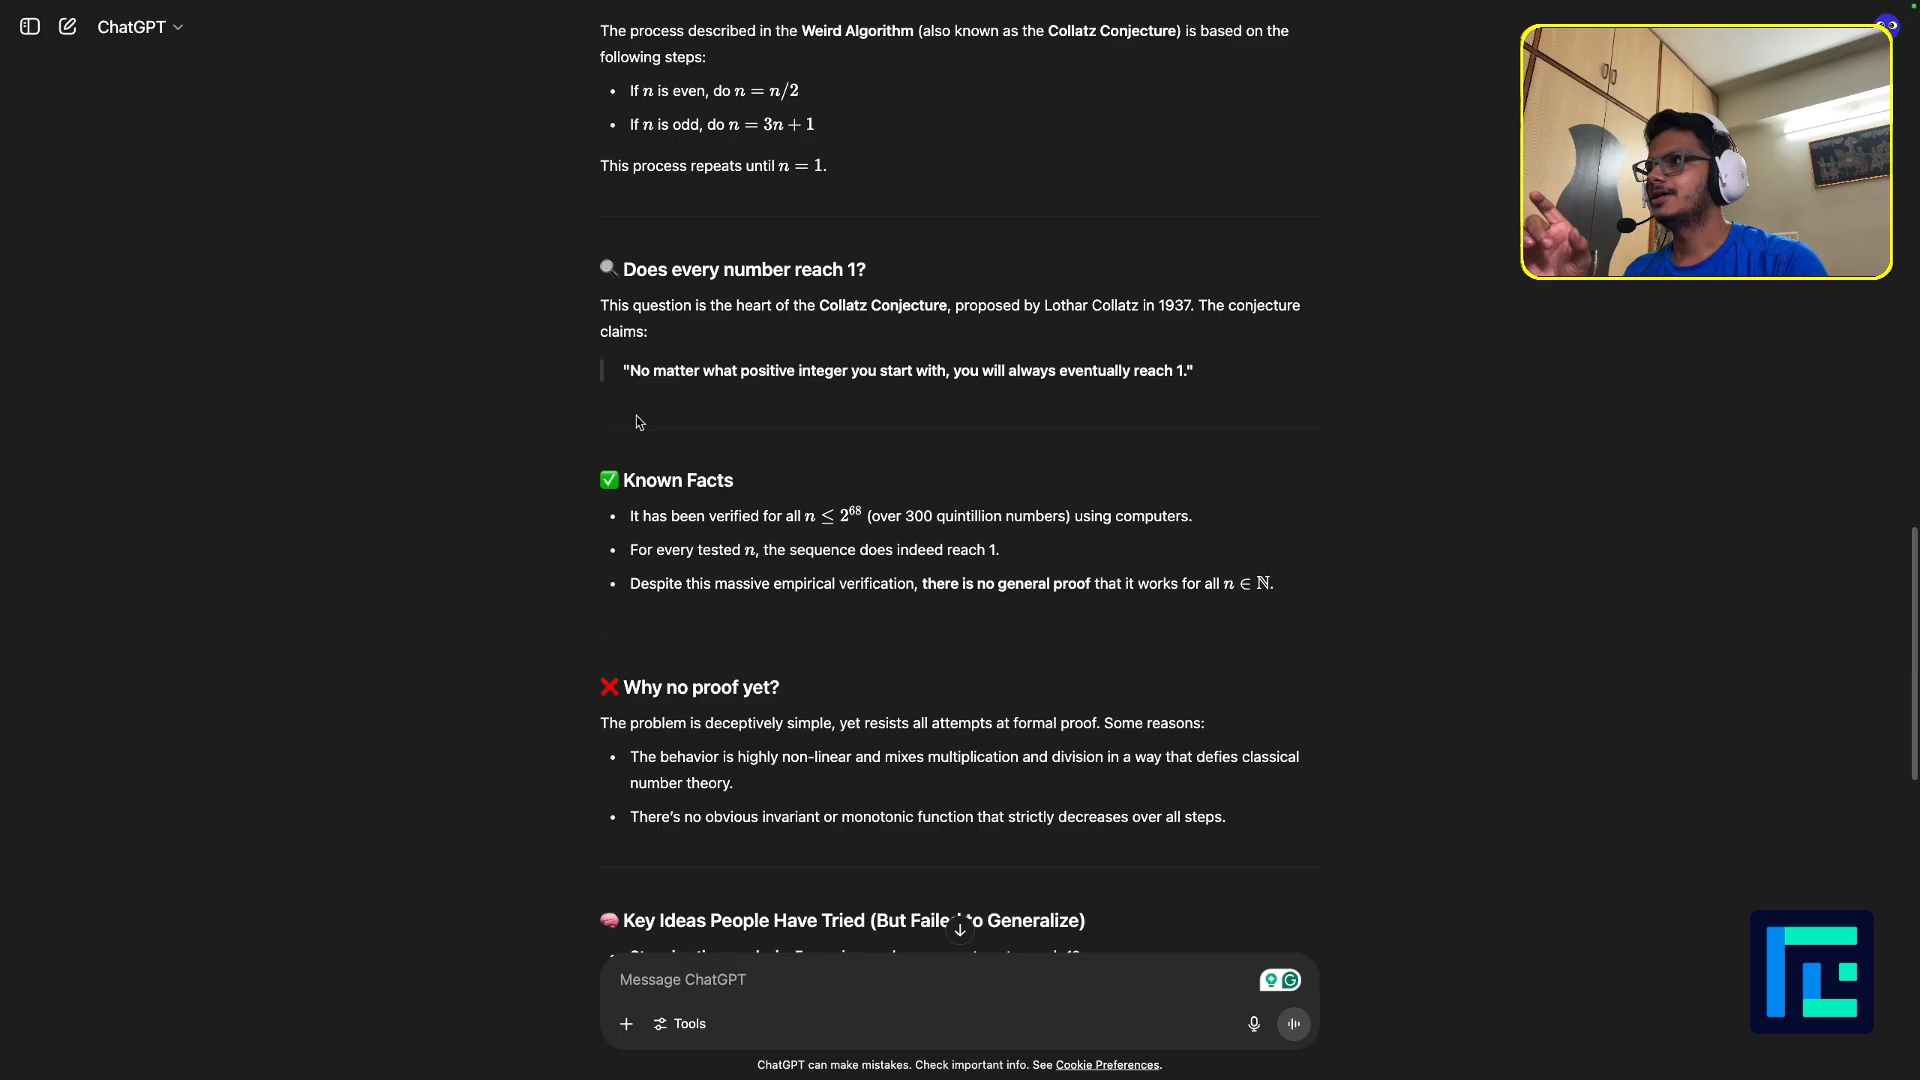 ChatGPT
The process described in the Weird Algorithm (also known as the Collatz Conjecture) is based on the
following steps:
• If n is even, do n = n/2
• If n is odd, do n = 3n + 1
This process repeats until n = 1.
🔍 Does every number reach 1?
This question is the heart of the Collatz Conjecture, proposed by Lothar Collatz in 1937. The conjecture
claims:
"No matter what positive integer you start with, you will always eventually reach 1."
✅ Known Facts
• It has been verified for all n ≤ 2⁶⁸ (over 300 quintillion numbers) using computers.
• For every tested n, the sequence does indeed reach 1.
• Despite this massive empirical verification, there is no general proof that it works for all n ∈ ℕ.
❌ Why no proof yet?
The problem is deceptively simple, yet resists all attempts at formal proof. Some reasons:
• The behavior is highly non-linear and mixes multiplication and division in a way that defies classical
number theory.
• There's no obvious invariant or monotonic function that strictly decreases over all steps.
🧠 Key Ideas People Have Tried (But Failed to Generalize)
Message ChatGPT
Tools
ChatGPT can make mistakes. Check important info. See Cookie Preferences.